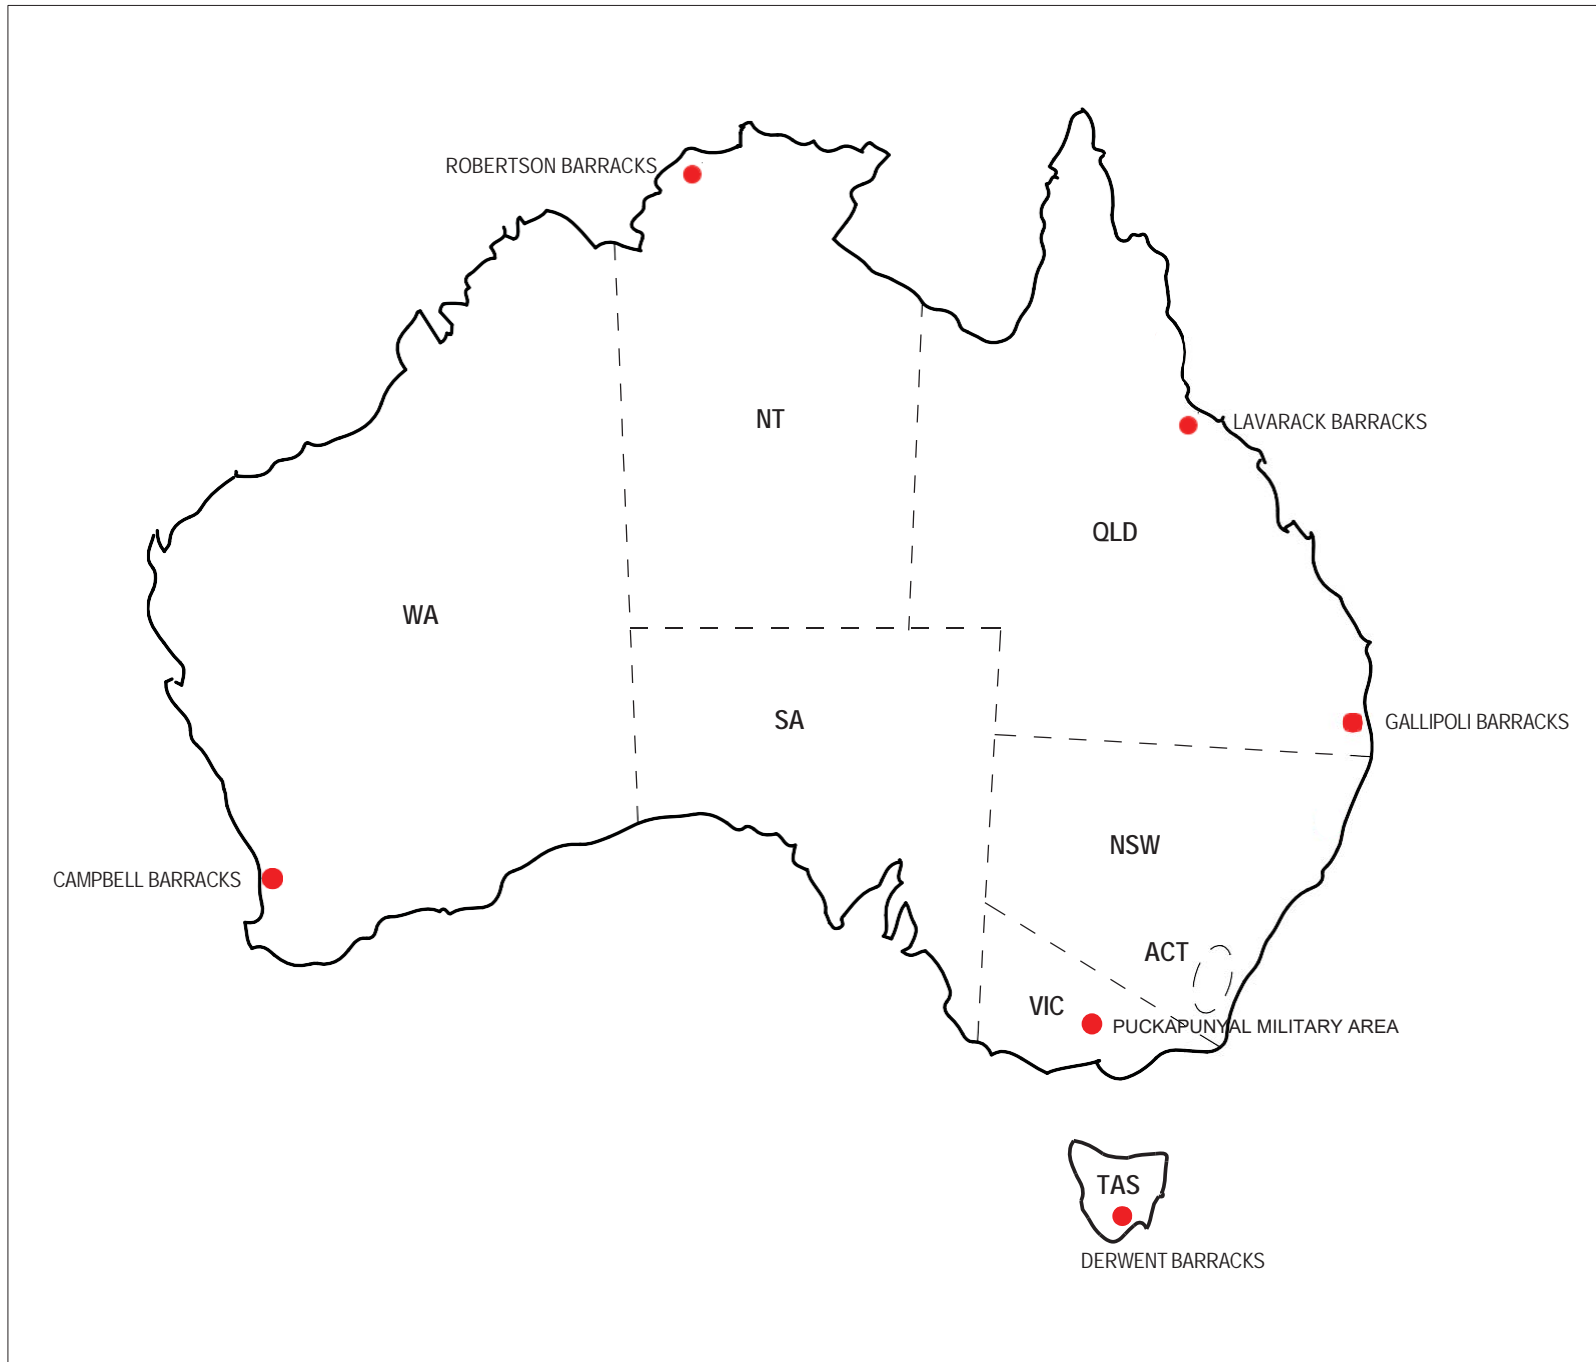 ROBERTSON BARRACKS
NT
LAVARACK BARRACKS
QLD
WA
SA
GALLIPOLI BARRACKS
NSW
CAMPBELL BARRACKS
ACT
VIC
PUCKAPUNYAL MILITARY AREA
TAS
DERWENT BARRACKS